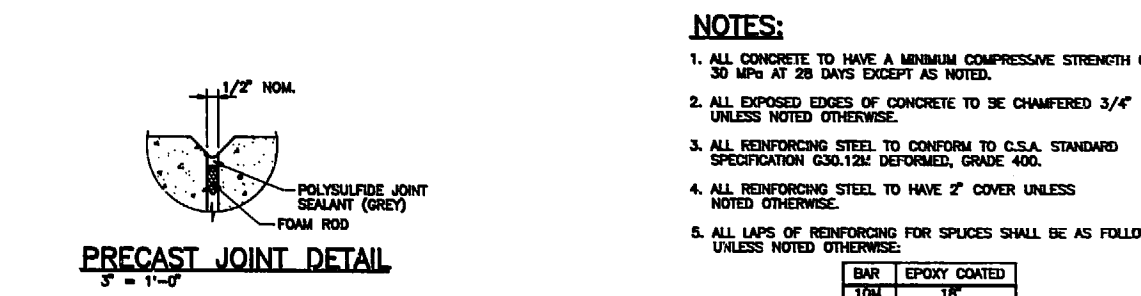 1/2" NOM.
POLYSULFIDE JOINT
SEALANT (GREY)
FOAM ROD
PRECAST JOINT DETAIL
3" = 1'-0"
NOTES:
1. ALL CONCRETE TO HAVE A MINIMUM COMPRESSIVE STRENGTH
30 MPa AT 28 DAYS EXCEPT AS NOTED.
2. ALL EXPOSED EDGES OF CONCRETE TO BE CHAMFERED 3/4"
UNLESS NOTED OTHERWISE.
3. ALL REINFORCING STEEL TO CONFORM TO C.S.A. STANDARD
SPECIFICATION G30.12M DEFORMED, GRADE 400.
4. ALL REINFORCING STEEL TO HAVE 2" COVER UNLESS
NOTED OTHERWISE.
5. ALL LAPS OF REINFORCING FOR SPLICES SHALL BE AS FOLLO
UNLESS NOTED OTHERWISE:
BAR EPOXY COATED
10M 18"